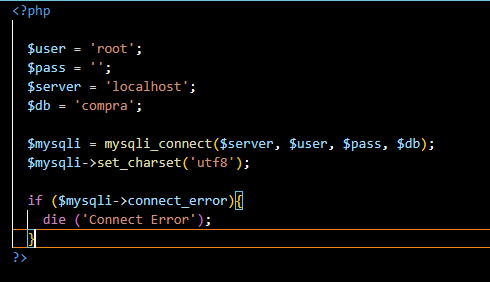 <?php
$user = 'root';
$pass = '';
$server = 'localhost';
$db = 'compra';
$mysqli = mysqli_connect($server, $user, $pass, $db);
$mysqli->set_charset('utf8');
if ($mysqli->connect_error){
die ('Connect Error');
}
?>